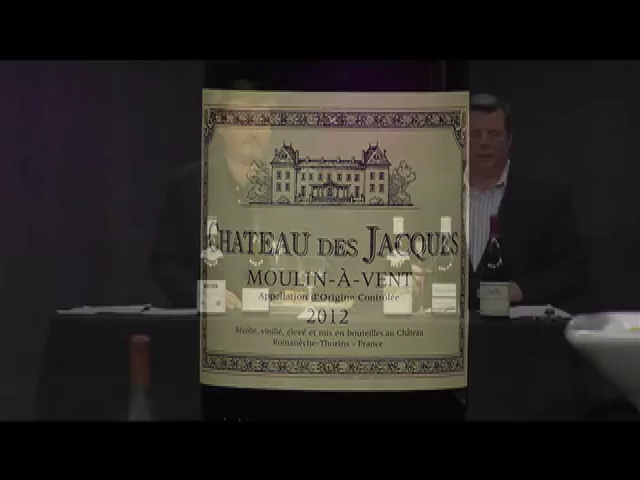 CHATEAU DES JACQUES
MOULIN-À-VENT
Appellation d'Origine Contrôlée
2012
Récolté, vinifié, élevé et mis en bouteilles au Château
Romanèche-Thorins - France